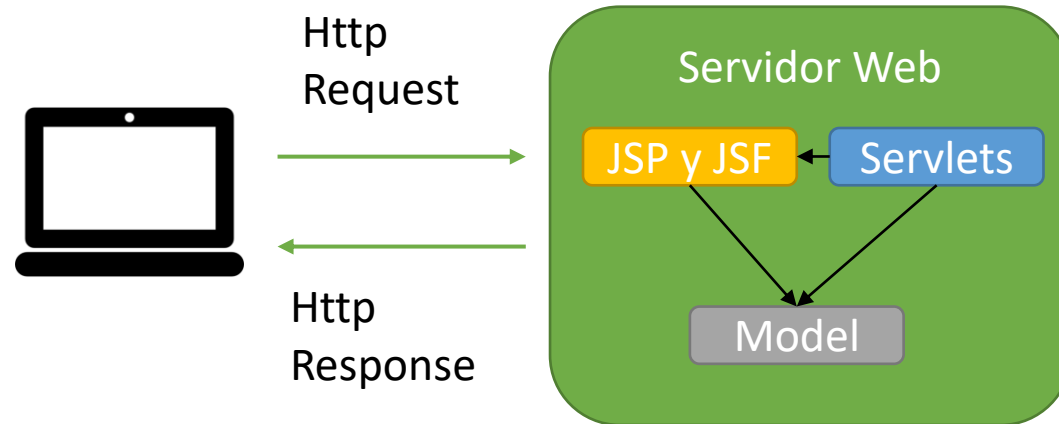 Http
Request
Servidor Web
JSP y JSF
Servlets
Http
Response
Model